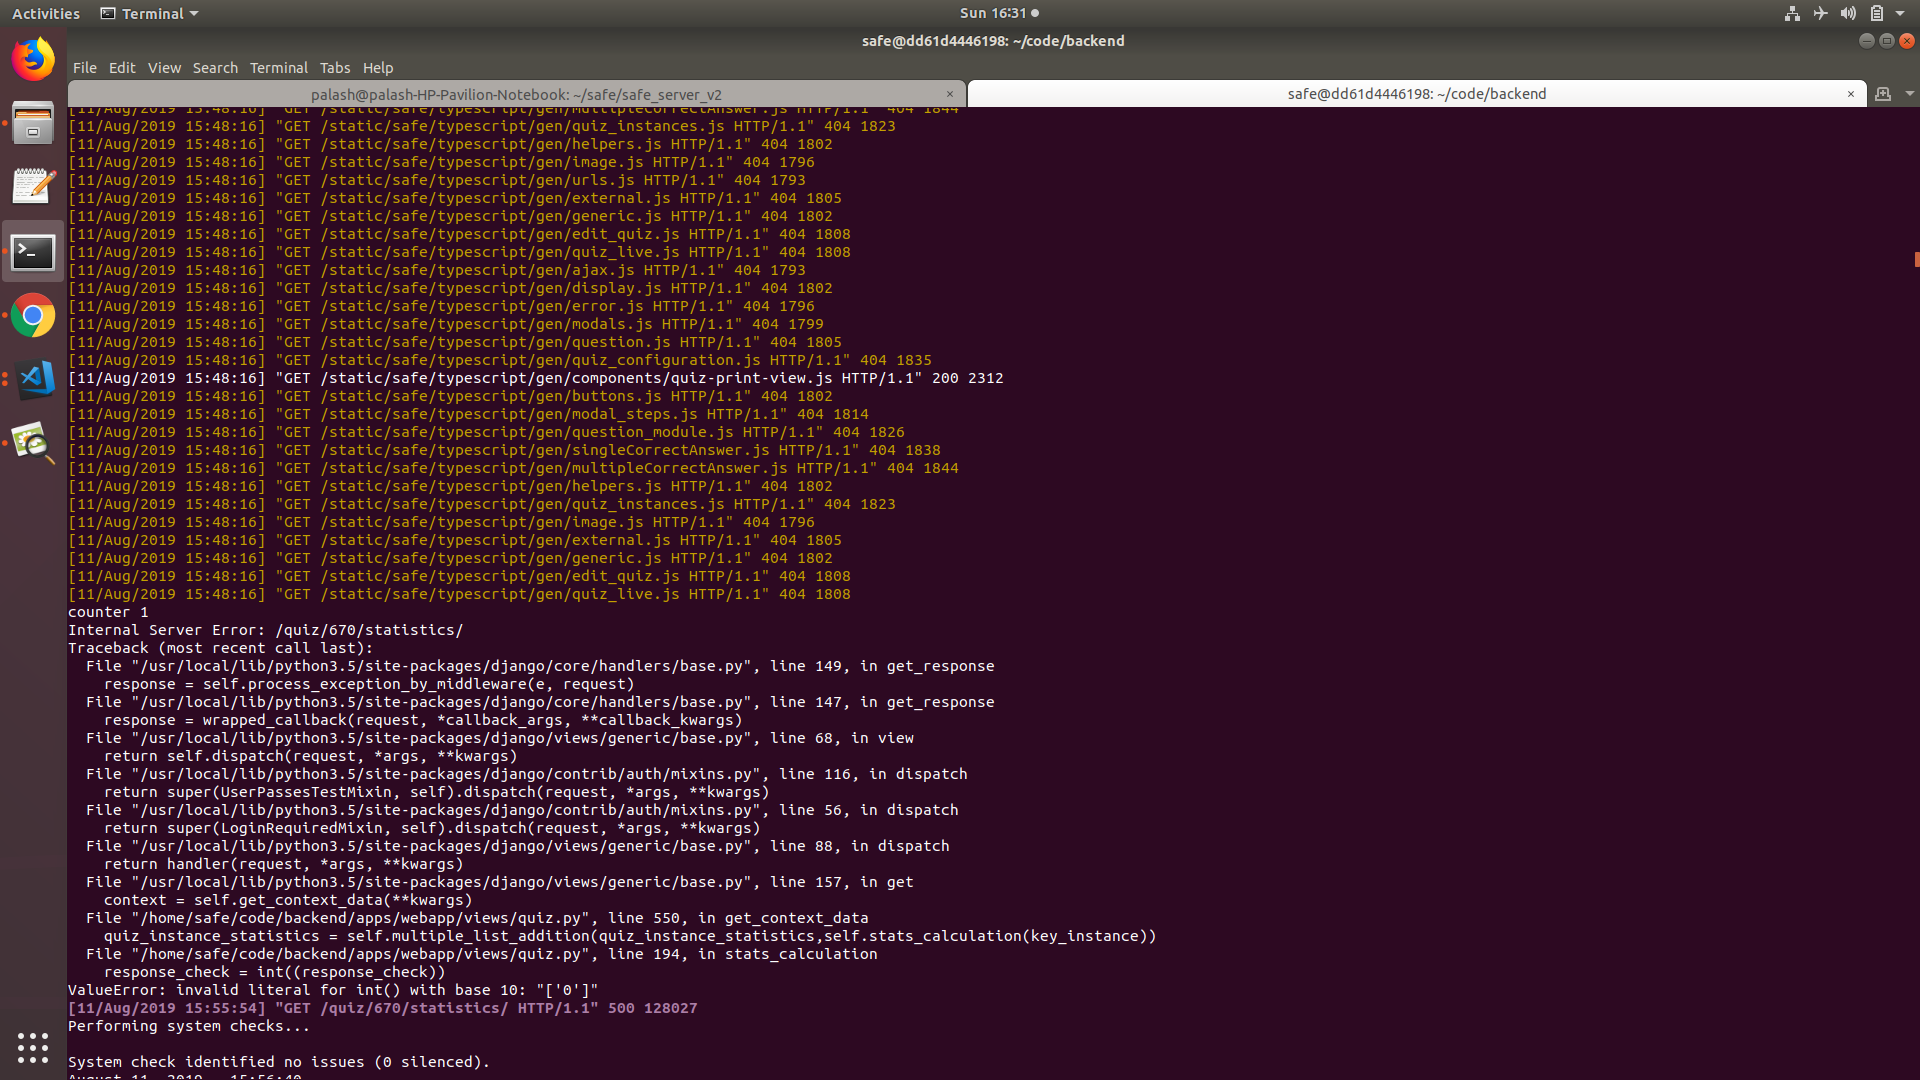 Activities
Terminal
Sun 16:31
safe@dd61d4446198: ~/code/backend
File Edit View Search Terminal Tabs Help
palash@palash-HP-Pavilion-Notebook: ~/safe/safe_server_v2
safe@dd61d4446198: ~/code/backend
[11/Aug/2019 15:48:16] "GET /static/safe/typescript/gen/multipleCorrectAnswer.js HTTP/1.1" 404 1844
[11/Aug/2019 15:48:16] "GET /static/safe/typescript/gen/quiz_instances.js HTTP/1.1" 404 1823
[11/Aug/2019 15:48:16] "GET /static/safe/typescript/gen/helpers.js HTTP/1.1" 404 1802
[11/Aug/2019 15:48:16] "GET /static/safe/typescript/gen/image.js HTTP/1.1" 404 1796
[11/Aug/2019 15:48:16] "GET /static/safe/typescript/gen/urls.js HTTP/1.1" 404 1793
[11/Aug/2019 15:48:16] "GET /static/safe/typescript/gen/external.js HTTP/1.1" 404 1805
[11/Aug/2019 15:48:16] "GET /static/safe/typescript/gen/generic.js HTTP/1.1" 404 1802
[11/Aug/2019 15:48:16] "GET /static/safe/typescript/gen/edit_quiz.js HTTP/1.1" 404 1808
[11/Aug/2019 15:48:16] "GET /static/safe/typescript/gen/quiz_live.js HTTP/1.1" 404 1808
[11/Aug/2019 15:48:16] "GET /static/safe/typescript/gen/ajax.js HTTP/1.1" 404 1793
[11/Aug/2019 15:48:16] "GET /static/safe/typescript/gen/display.js HTTP/1.1" 404 1802
[11/Aug/2019 15:48:16] "GET /static/safe/typescript/gen/error.js HTTP/1.1" 404 1796
[11/Aug/2019 15:48:16] "GET /static/safe/typescript/gen/modals.js HTTP/1.1" 404 1799
[11/Aug/2019 15:48:16] "GET /static/safe/typescript/gen/question.js HTTP/1.1" 404 1805
[11/Aug/2019 15:48:16] "GET /static/safe/typescript/gen/quiz_configuration.js HTTP/1.1" 404 1835
[11/Aug/2019 15:48:16] "GET /static/safe/typescript/gen/components/quiz-print-view.js HTTP/1.1" 200 2312
[11/Aug/2019 15:48:16] "GET /static/safe/typescript/gen/buttons.js HTTP/1.1" 404 1802
[11/Aug/2019 15:48:16] "GET /static/safe/typescript/gen/modal_steps.js HTTP/1.1" 404 1814
[11/Aug/2019 15:48:16] "GET /static/safe/typescript/gen/question_module.js HTTP/1.1" 404 1826
[11/Aug/2019 15:48:16] "GET /static/safe/typescript/gen/singleCorrectAnswer.js HTTP/1.1" 404 1838
[11/Aug/2019 15:48:16] "GET /static/safe/typescript/gen/multipleCorrectAnswer.js HTTP/1.1" 404 1844
[11/Aug/2019 15:48:16] "GET /static/safe/typescript/gen/helpers.js HTTP/1.1" 404 1802
[11/Aug/2019 15:48:16] "GET /static/safe/typescript/gen/quiz_instances.js HTTP/1.1" 404 1823
[11/Aug/2019 15:48:16] "GET /static/safe/typescript/gen/image.js HTTP/1.1" 404 1796
[11/Aug/2019 15:48:16] "GET /static/safe/typescript/gen/external.js HTTP/1.1" 404 1805
[11/Aug/2019 15:48:16] "GET /static/safe/typescript/gen/generic.js HTTP/1.1" 404 1802
[11/Aug/2019 15:48:16] "GET /static/safe/typescript/gen/edit_quiz.js HTTP/1.1" 404 1808
[11/Aug/2019 15:48:16] "GET /static/safe/typescript/gen/quiz_live.js HTTP/1.1" 404 1808
counter 1
Internal Server Error: /quiz/670/statistics/
Traceback (most recent call last):
File "/usr/local/lib/python3.5/site-packages/django/core/handlers/base.py", line 149, in get_response
response = self.process_exception_by_middleware(e, request)
File "/usr/local/lib/python3.5/site-packages/django/core/handlers/base.py", line 147, in get_response
response = wrapped_callback(request, *callback_args, **callback_kwargs)
File "/usr/local/lib/python3.5/site-packages/django/views/generic/base.py", line 68, in view
return self.dispatch(request, *args, **kwargs)
File "/usr/local/lib/python3.5/site-packages/django/contrib/auth/mixins.py", line 116, in dispatch
return super(UserPassesTestMixin, self).dispatch(request, *args, **kwargs)
File "/usr/local/lib/python3.5/site-packages/django/contrib/auth/mixins.py", line 56, in dispatch
return super(LoginRequiredMixin, self).dispatch(request, *args, **kwargs)
File "/usr/local/lib/python3.5/site-packages/django/views/generic/base.py", line 88, in dispatch
return handler(request, *args, **kwargs)
File "/usr/local/lib/python3.5/site-packages/django/views/generic/base.py", line 157, in get
context = self.get_context_data(**kwargs)
File "/home/safe/code/backend/apps/webapp/views/quiz.py", line 550, in get_context_data
quiz_instance_statistics = self.multiple_list_addition(quiz_instance_statistics,self.stats_calculation(key_instance))
File "/home/safe/code/backend/apps/webapp/views/quiz.py", line 194, in stats_calculation
response_check = int((response_check))
ValueError: invalid literal for int() with base 10: "['0']"
[11/Aug/2019 15:55:54] "GET /quiz/670/statistics/ HTTP/1.1" 500 128027
Performing system checks...
System check identified no issues (0 silenced).
August 11, 2019 - 15:56:40